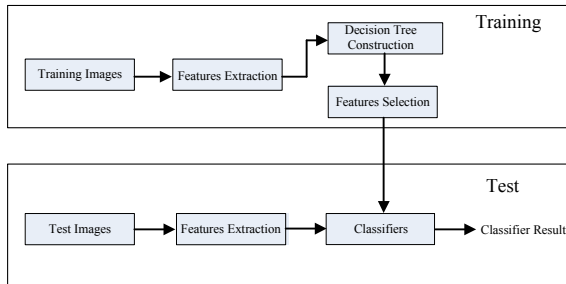 Training
Decision Tree
Construction
Training Images
Features Extraction
Features Selection
Test
Test Images
Features Extraction
Classifiers
Classifier Result